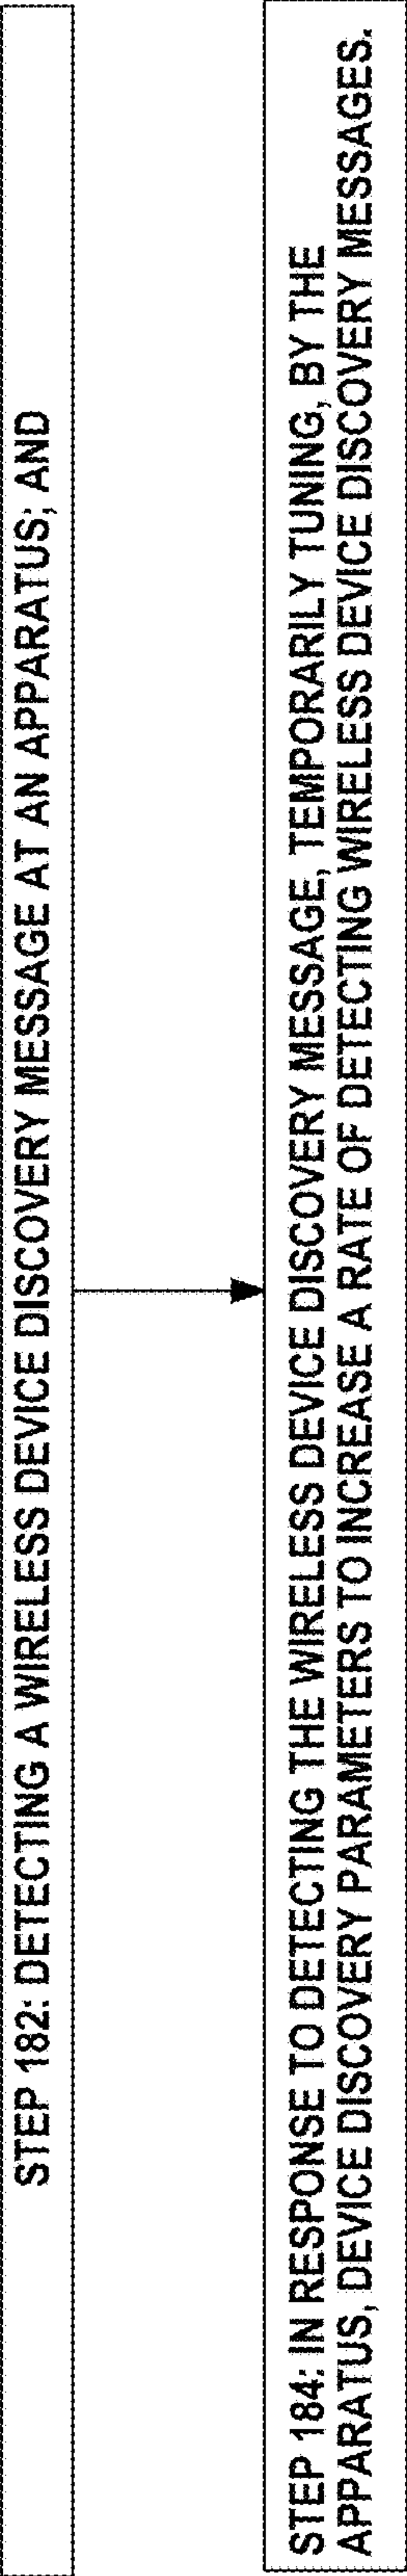 STEP 182: DETECTING A WIRELESS DEVICE DISCOVERY MESSAGE AT AN APPARATUS; AND
STEP 184: IN RESPONSE TO DETECTING THE WIRELESS DEVICE DISCOVERY MESSAGE, TEMPORARILY TUNING, BY THE
APPARATUS, DEVICE DISCOVERY PARAMETERS TO INCREASE A RATE OF DETECTING WIRELESS DEVICE DISCOVERY MESSAGES.